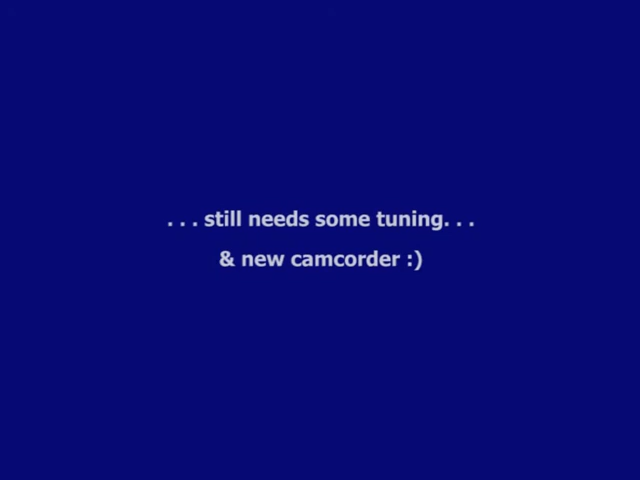 . . . still needs some tuning. . .
& new camcorder :)